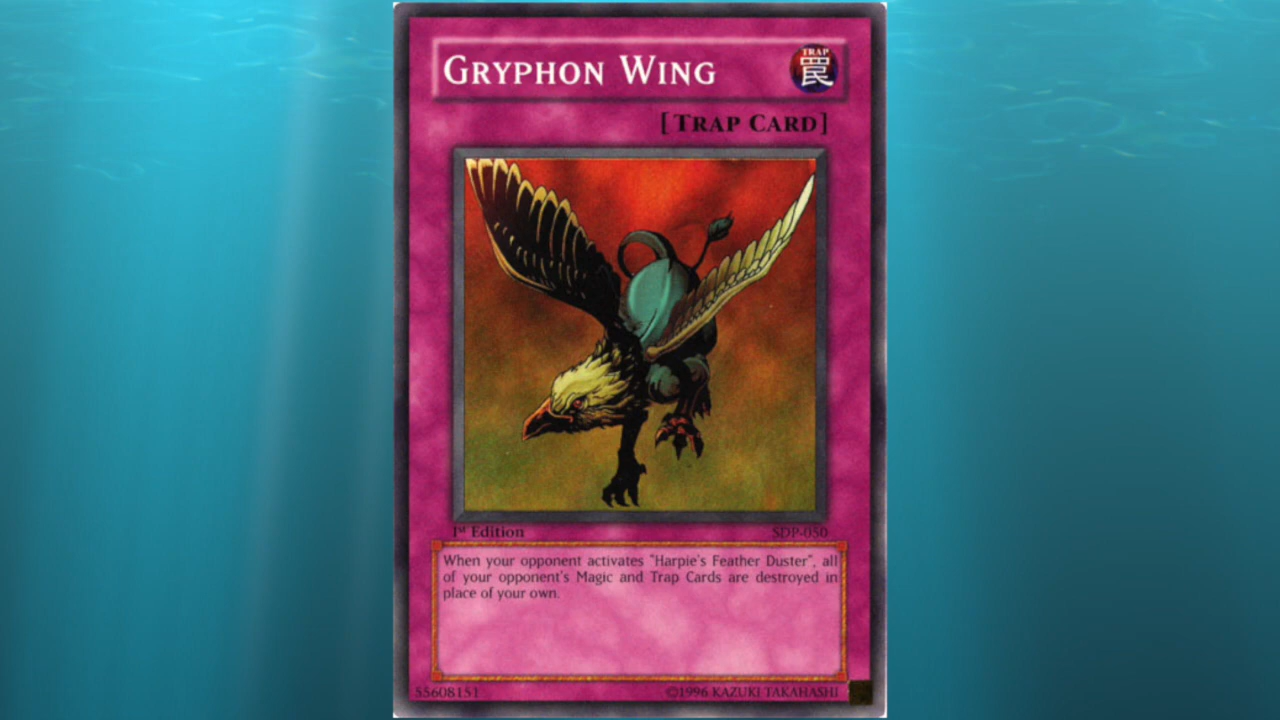 GRYPHON WING
TRAP
罠
[TRAP CARD]
1st Edition
SDP-050
When your opponent activates "Harpie's Feather Duster", all
of your opponent's Magic and Trap Cards are destroyed in
place of your own.
55608151
©1996 KAZUKI TAKAHASHI